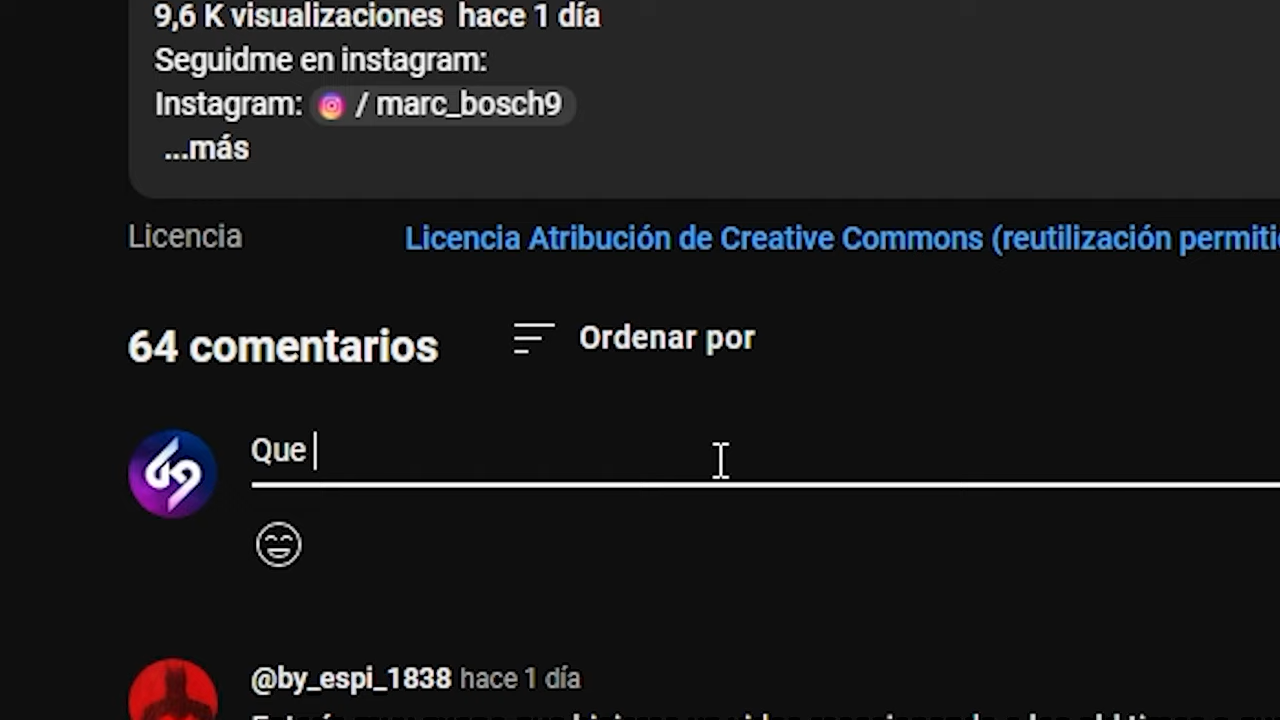 9,6 K visualizaciones hace 1 día
Seguidme en instagram:
Instagram: / marc_bosch9
...más
Licencia Licencia Atribución de Creative Commons (reutilización
64 comentarios Ordenar por
Que
@by_espi_1838 hace 1 día